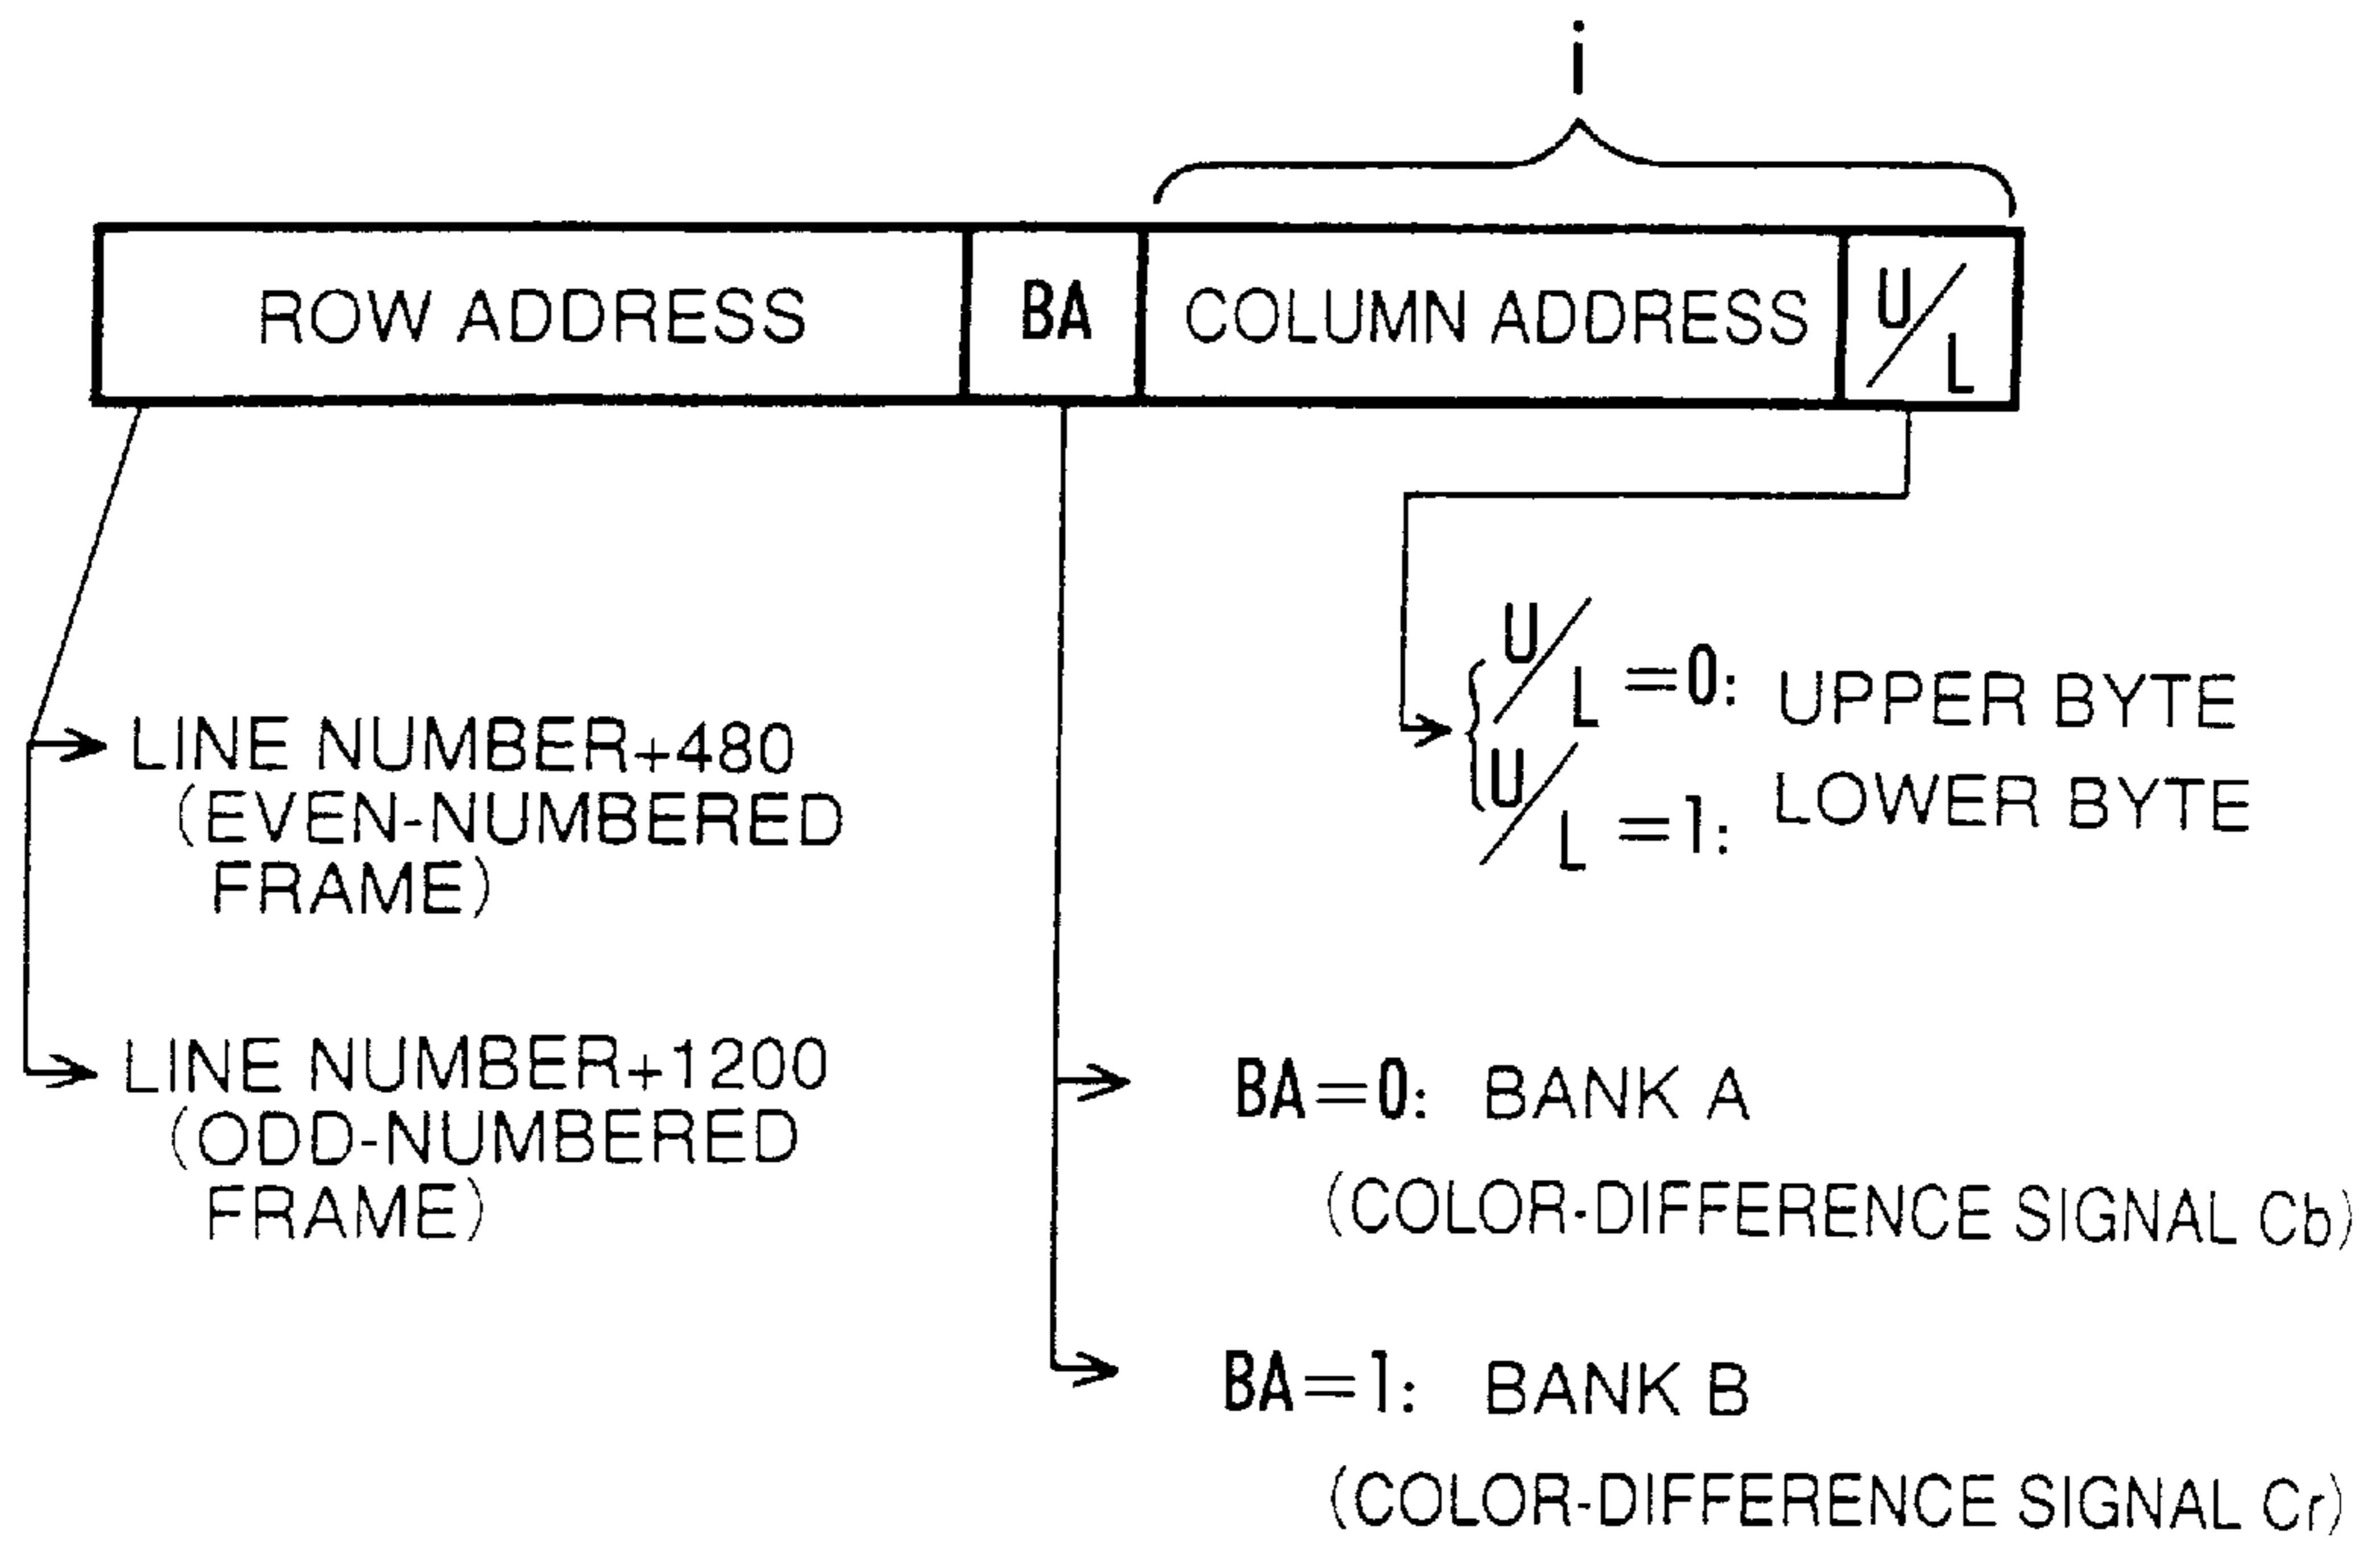 i
ROW ADDRESS BA COLUMN ADDRESS U/L
U/L=0: UPPER BYTE
U/L=1: LOWER BYTE
LINE NUMBER+480
(EVEN-NUMBERED
FRAME)
LINE NUMBER+1200
(ODD-NUMBERED
FRAME)
BA=0: BANK A
(COLOR-DIFFERENCE SIGNAL Cb)
BA=1: BANK B
(COLOR-DIFFERENCE SIGNAL Cr)